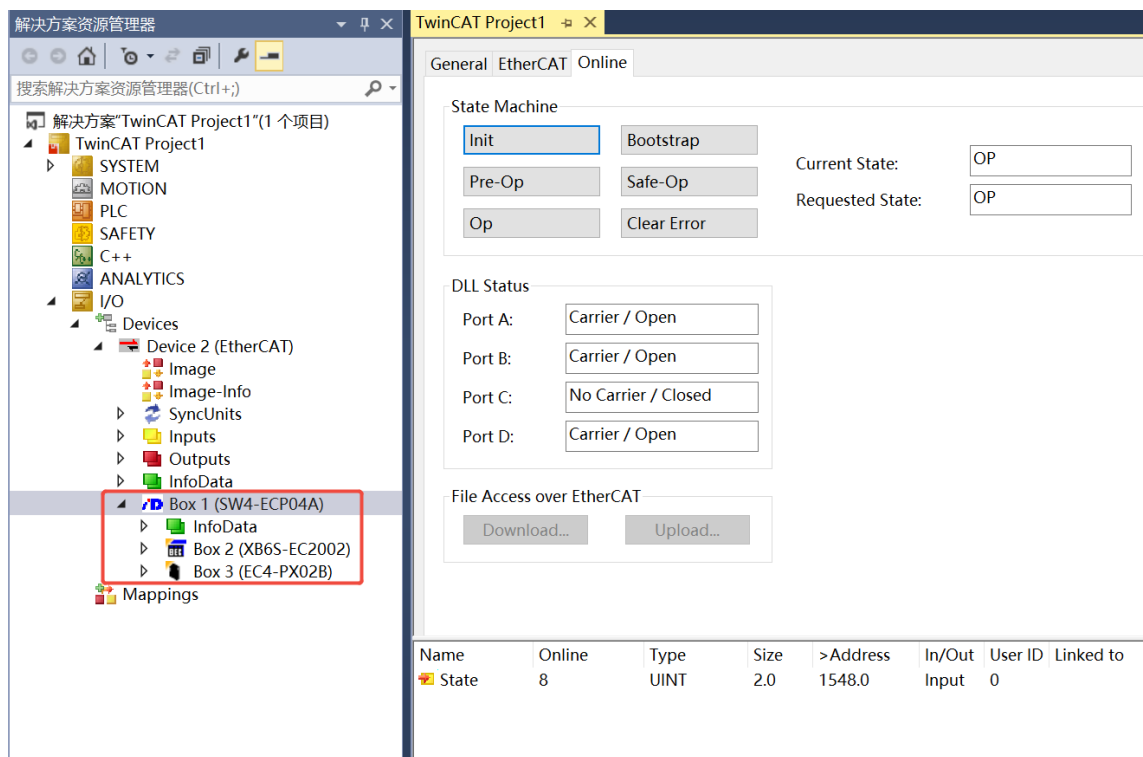 解决方案资源管理器
搜索解决方案资源管理器(Ctrl+;)
解决方案"TwinCAT Project1"(1 个项目)
TwinCAT Project1
SYSTEM
MOTION
PLC
SAFETY
C++
ANALYTICS
I/O
Devices
Device 2 (EtherCAT)
Image
Image-Info
SyncUnits
Inputs
Outputs
InfoData
Box 1 (SW4-ECP04A)
InfoData
Box 2 (XB6S-EC2002)
Box 3 (EC4-PX02B)
Mappings
TwinCAT Project1
General EtherCAT Online
State Machine
Init Bootstrap
Pre-Op Safe-Op
Op Clear Error
Current State: OP
Requested State: OP
DLL Status
Port A: Carrier / Open
Port B: Carrier / Open
Port C: No Carrier / Closed
Port D: Carrier / Open
File Access over EtherCAT
Download... Upload...
Name Online Type Size >Address In/Out User ID Linked to
State 8 UINT 2.0 1548.0 Input 0